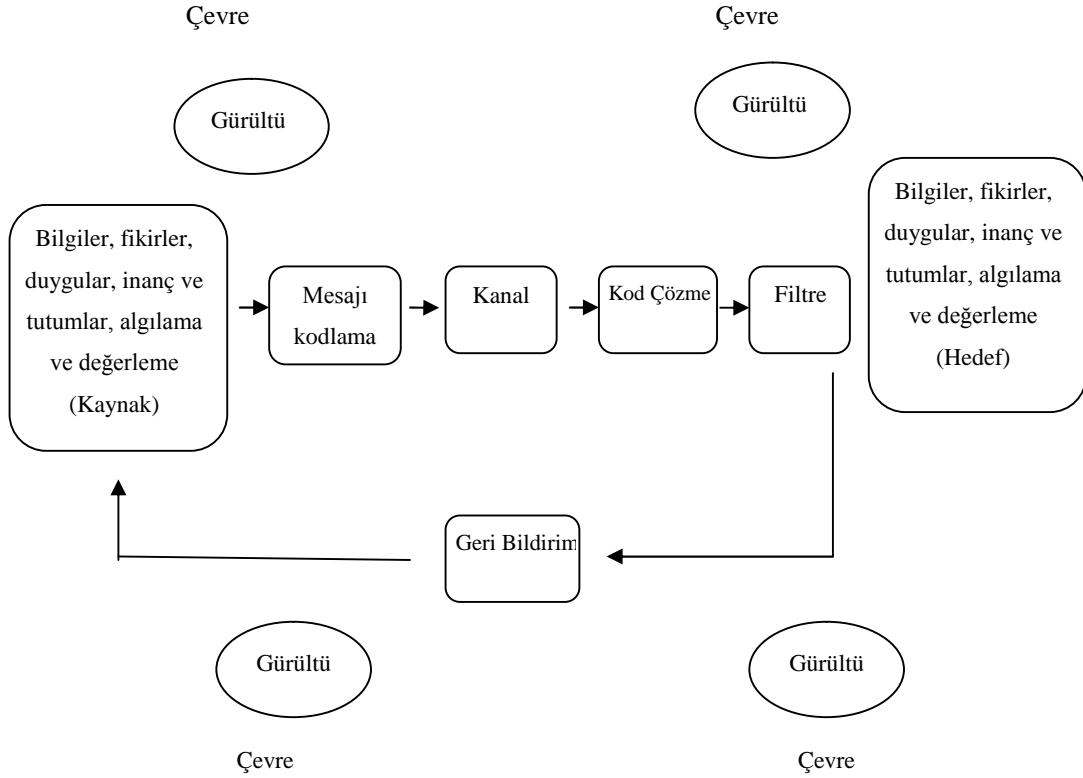 Çevre
Çevre
Gürültü
Gürültü
Bilgiler, fikirler,
duygular, inanç ve
tutumlar, algılama
ve değerleme
(Kaynak)
Mesajı
kodlama
Kanal
Kod Çözme
Filtre
Bilgiler, fikirler,
duygular, inanç ve
tutumlar, algılama
ve değerleme
(Hedef)
Geri Bildirim
Gürültü
Gürültü
Çevre
Çevre